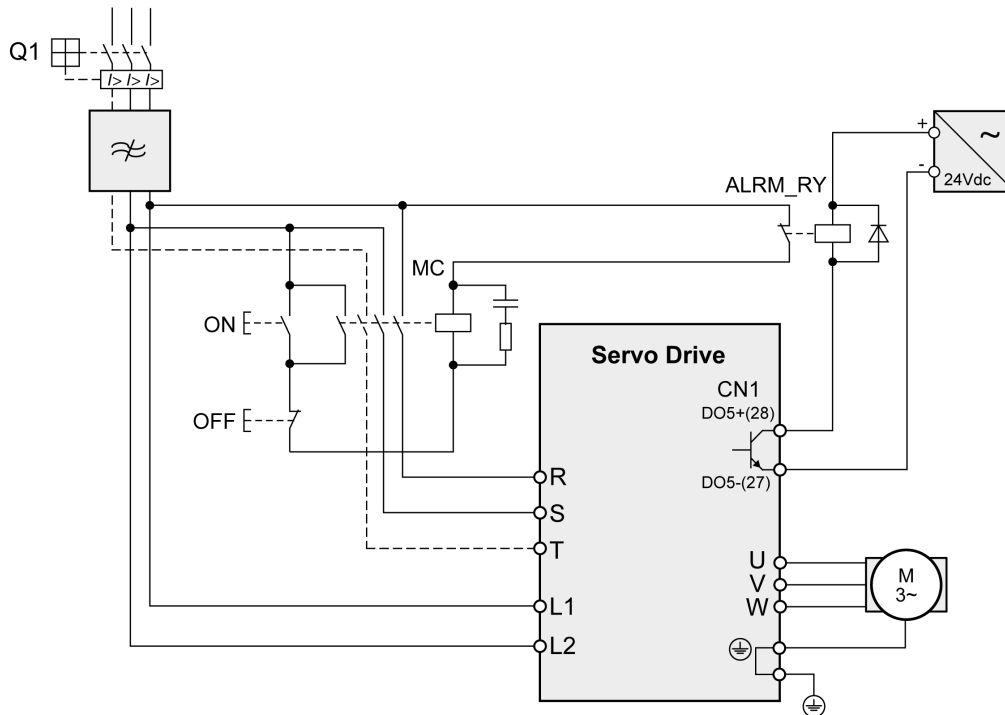 Q1
I> I> I>
+
~
-
24Vdc
ALRM_RY
MC
ON
OFF
Servo Drive
CN1
DO5+(28)
DO5-(27)
R
S
T
L1
L2
U
V
W
M
3~